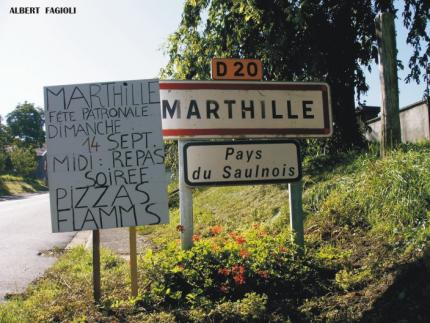 ALBERT FAGIOLI
D 20
MARTHILLE
Pays
du Saulnois
MARTHILLE
FÊTE PATRONALE
DIMANCHE
14 SEPT.
MIDI : REPAS
SOIRÉE
PIZZAS
FLAMMS